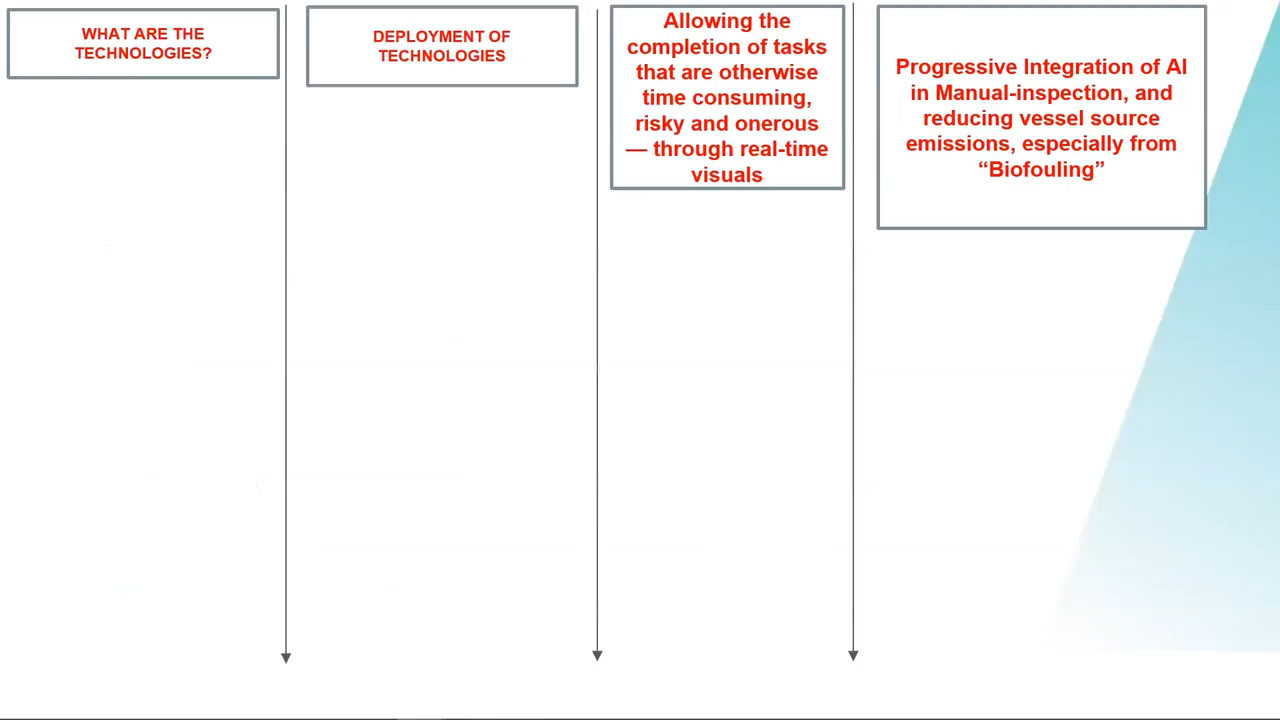 WHAT ARE THE
TECHNOLOGIES?
DEPLOYMENT OF
TECHNOLOGIES
Allowing the
completion of tasks
that are otherwise
time consuming,
risky and onerous
— through real-time
visuals
Progressive Integration of AI
in Manual-inspection, and
reducing vessel source
emissions, especially from
“Biofouling”